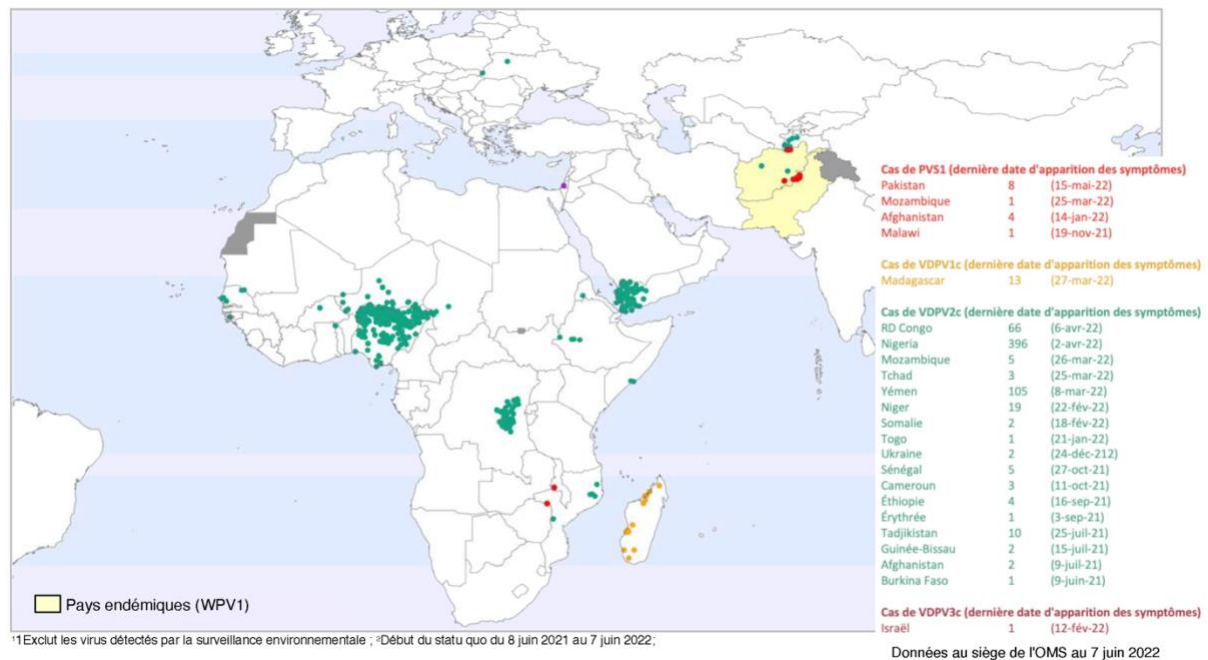 Cas de PVS1 (dernière date d'apparition des symptômes)
Pakistan 8 (15-mai-22)
Mozambique 1 (25-mar-22)
Afghanistan 4 (14-jan-22)
Malawi 1 (19-nov-21)
Cas de VDPV1c (dernière date d'apparition des symptômes)
Madagascar 13 (27-mar-22)
Cas de VDPV2c (dernière date d'apparition des symptômes)
RD Congo 66 (6-avr-22)
Nigeria 396 (2-avr-22)
Mozambique 5 (26-mar-22)
Tchad 3 (25-mar-22)
Yémen 105 (8-mar-22)
Niger 19 (22-fév-22)
Somalie 2 (18-fév-22)
Togo 1 (21-jan-22)
Ukraine 2 (24-déc-212)
Sénégal 5 (27-oct-21)
Cameroun 3 (11-oct-21)
Éthiopie 4 (16-sep-21)
Érythrée 1 (3-sep-21)
Tadjikistan 10 (25-juil-21)
Guinée-Bissau 2 (15-juil-21)
Afghanistan 2 (9-juil-21)
Burkina Faso 1 (9-juin-21)
Cas de VDPV3c (dernière date d'apparition des symptômes)
Israël 1 (12-fév-22)
Pays endémiques (WPV1)
¹1Exclut les virus détectés par la surveillance environnementale ; ²Début du statu quo du 8 juin 2021 au 7 juin 2022;
Données au siège de l'OMS au 7 juin 2022